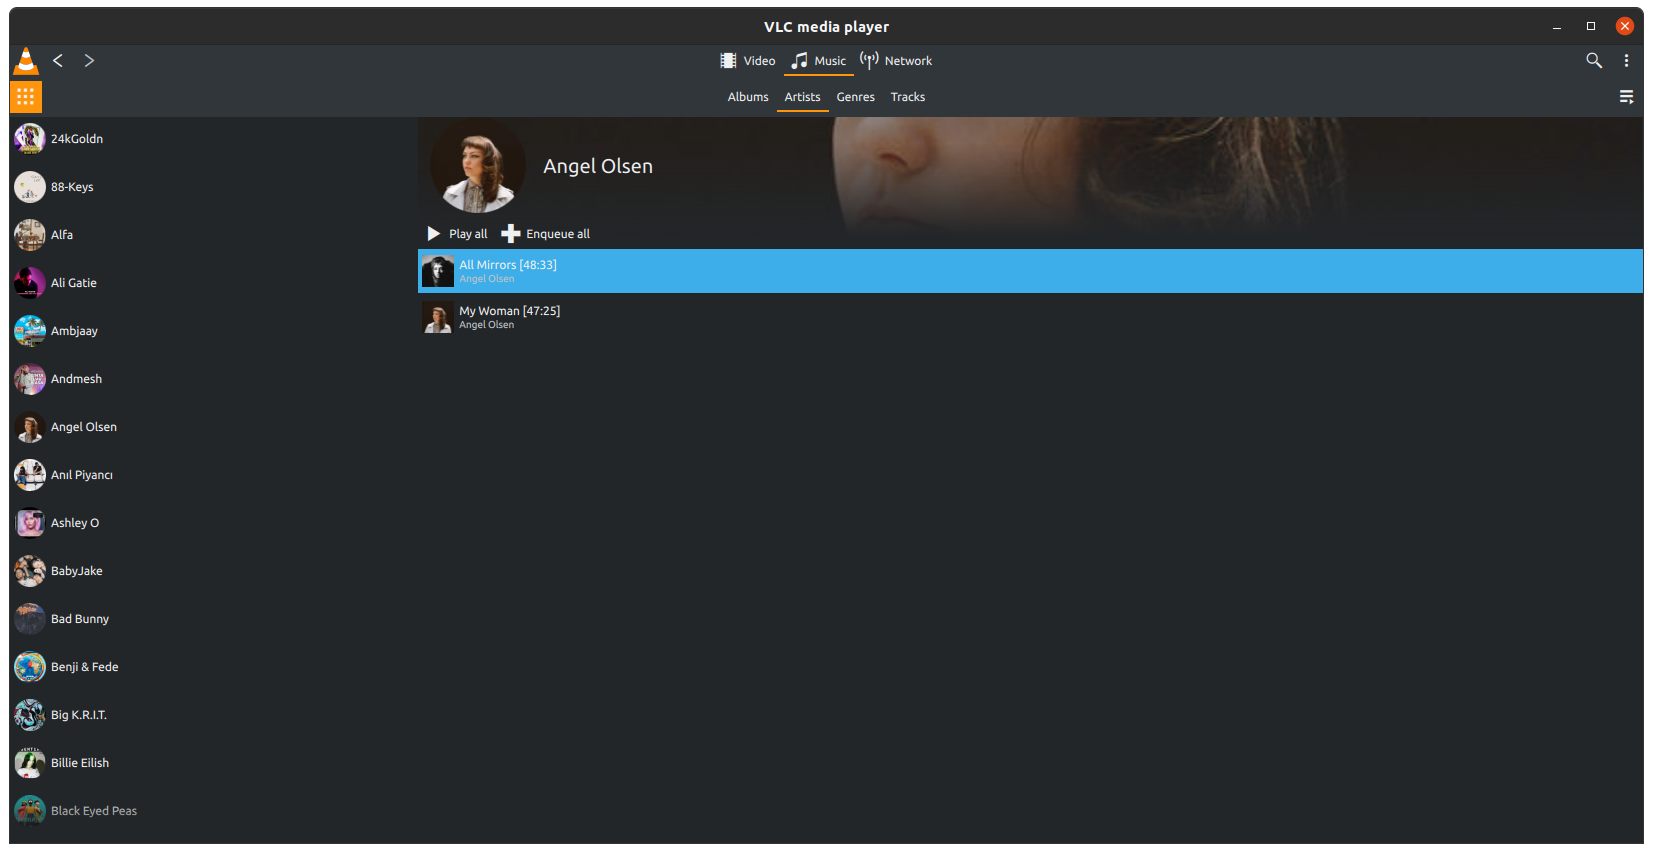 VLC media player
Video Music Network
Albums Artists Genres Tracks
24kGoldn
88-Keys
Alfa
Ali Gatie
Ambjaay
Andmesh
Angel Olsen
Anıl Piyancı
Ashley O
BabyJake
Bad Bunny
Benji & Fede
Big K.R.I.T.
Billie Eilish
Black Eyed Peas
Angel Olsen
Play all Enqueue all
All Mirrors [48:33]
Angel Olsen
My Woman [47:25]
Angel Olsen